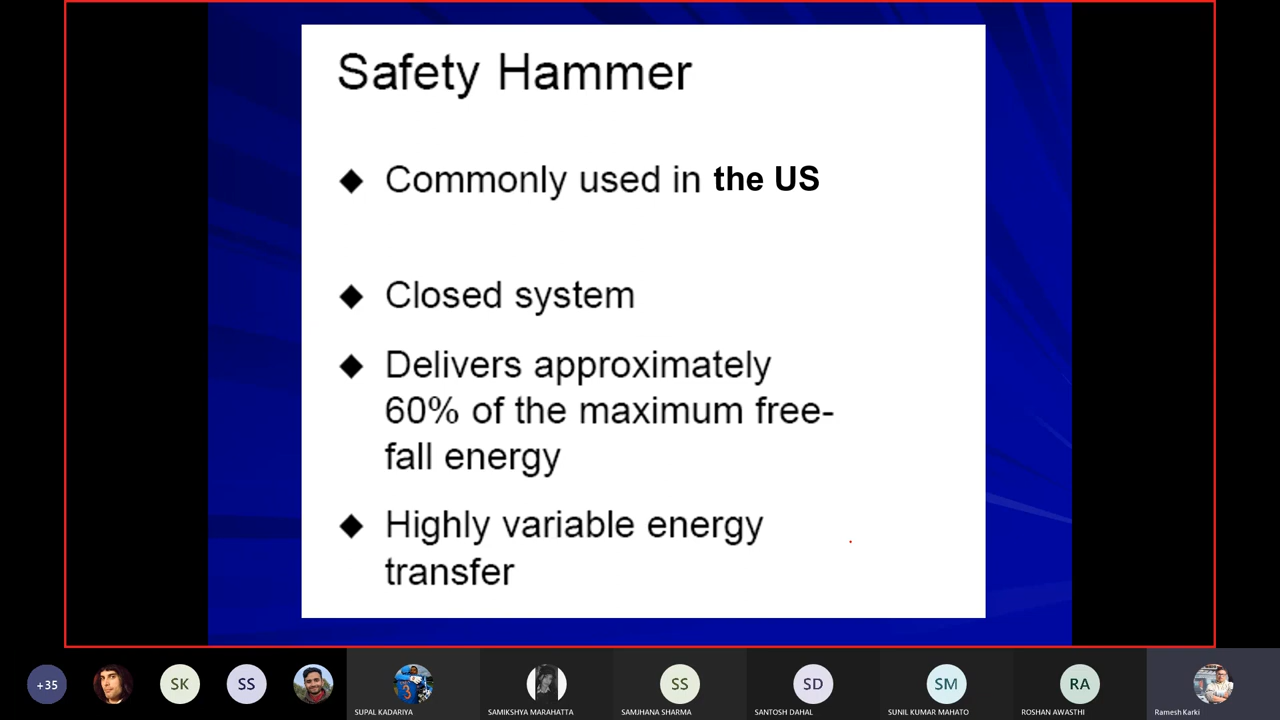 Safety Hammer
◆ Commonly used in the US
◆ Closed system
◆ Delivers approximately
60% of the maximum free-
fall energy
◆ Highly variable energy
transfer
+35
SK
SS
SUPAL KADARIYA
SAMIKSHYA MARAHATTA
SS
SAMJHANA SHARMA
SD
SANTOSH DAHAL
SM
SUNIL KUMAR MAHATO
RA
ROSHAN AWASTHI
Ramesh Karki